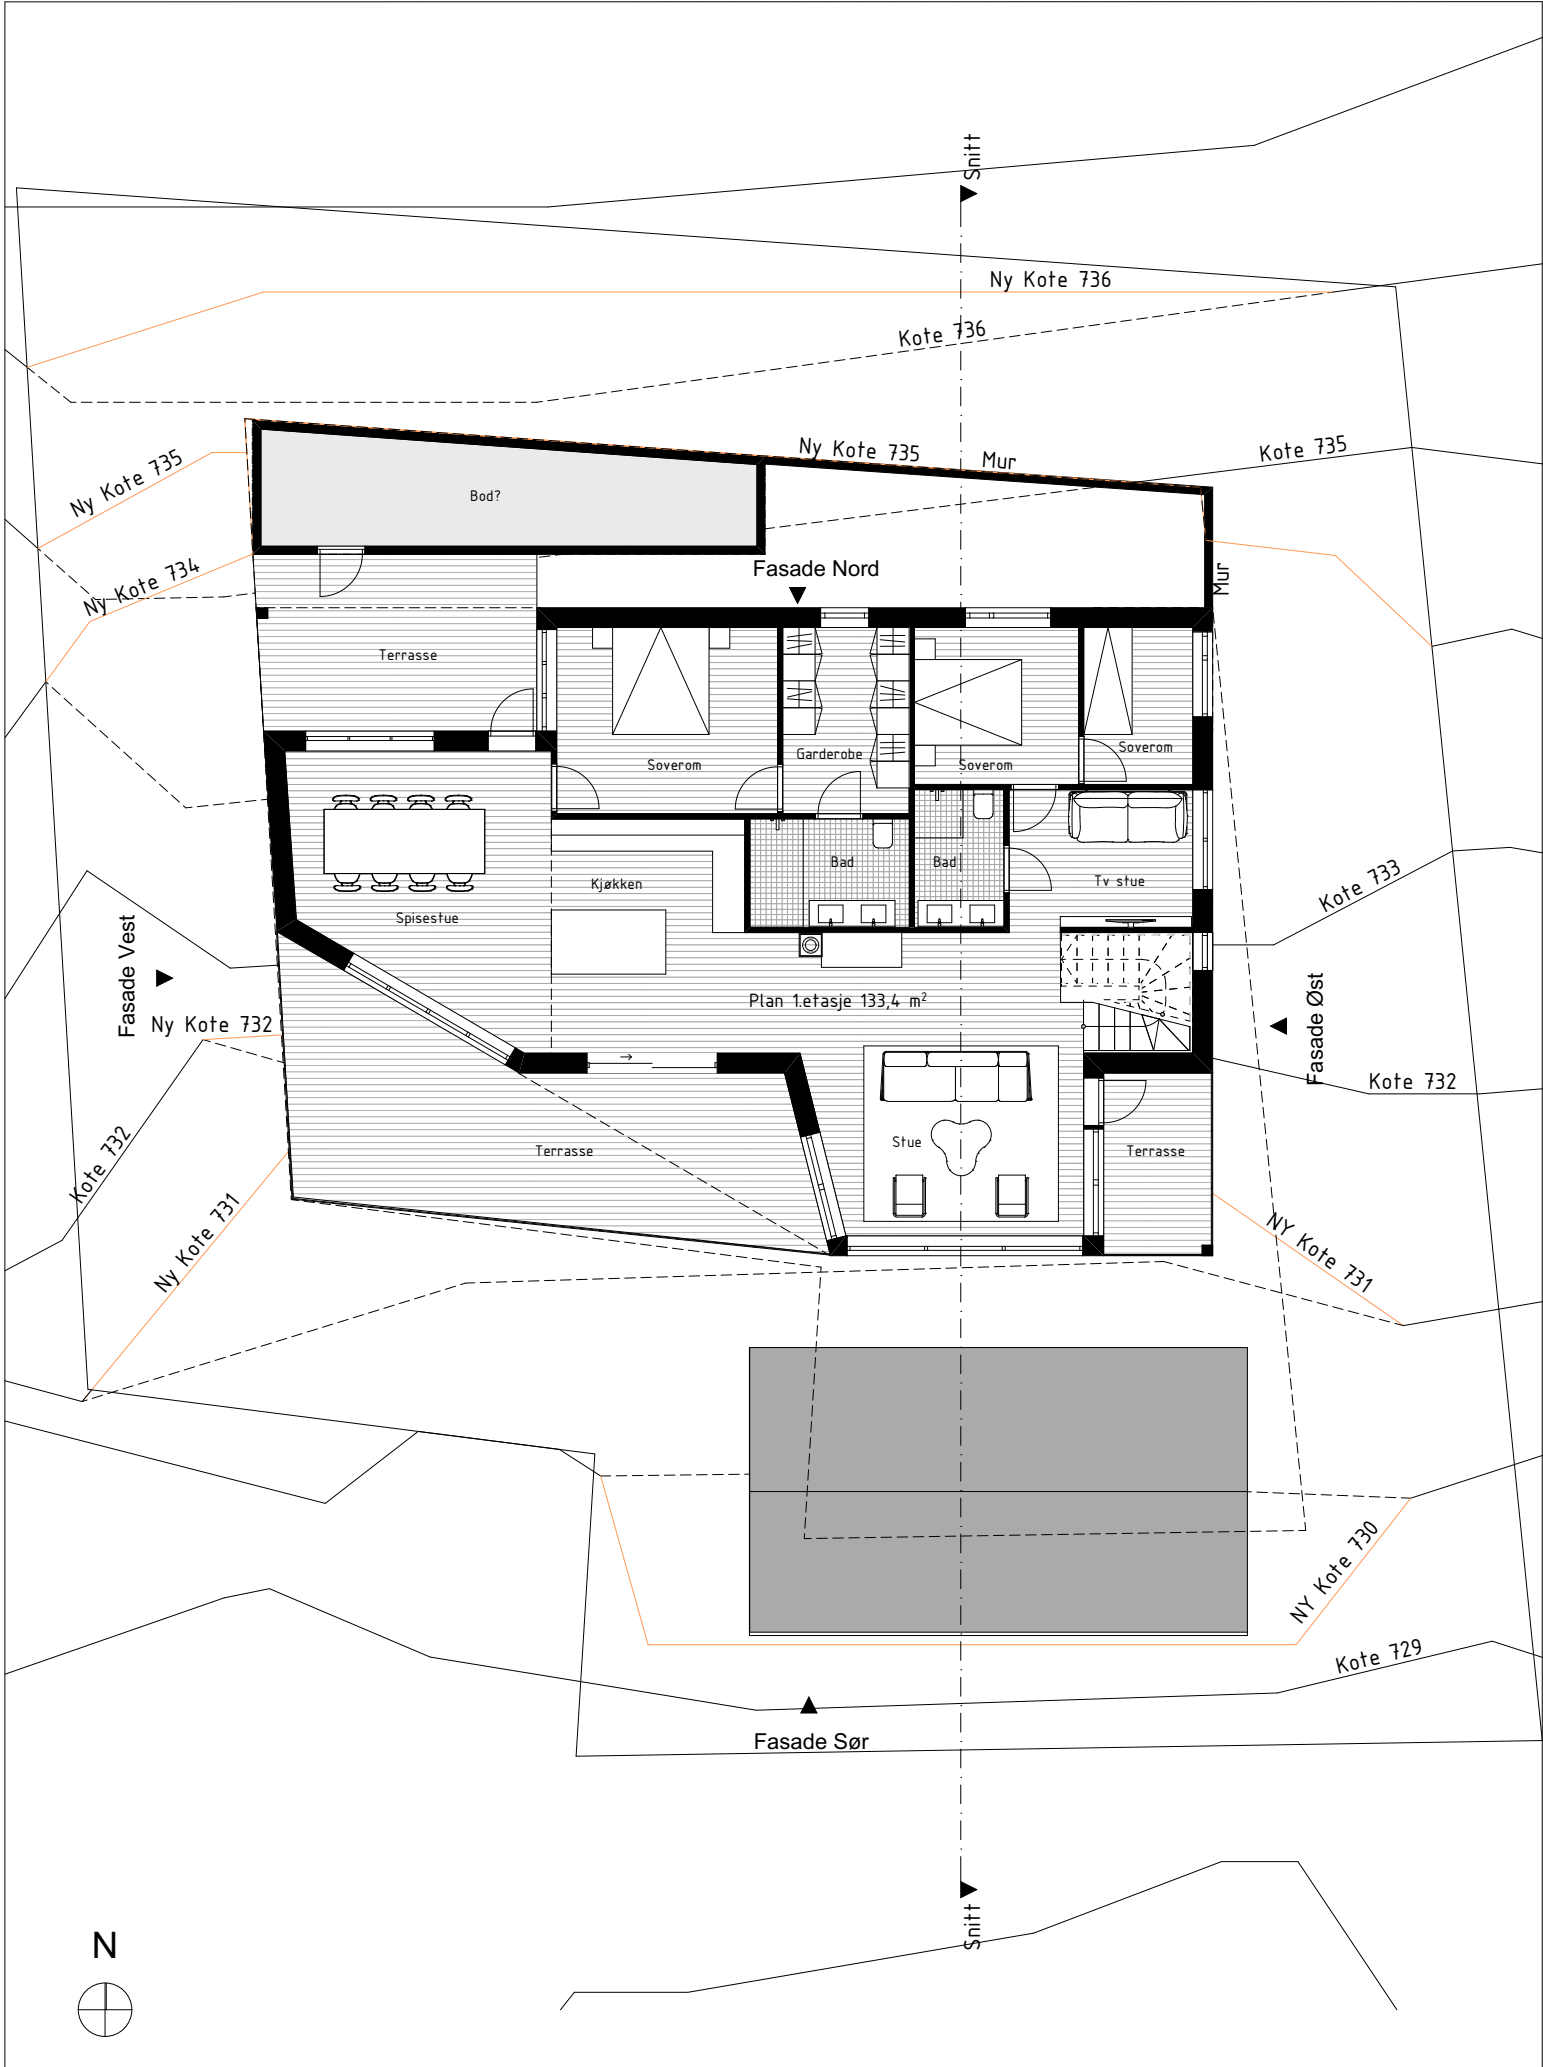 Snitt
Ny Kote 736
Kote 736
Ny Kote 735
Mur
Kote 735
Ny Kote 735
Bod?
Ny Kote 734
Fasade Nord
Mur
Terrasse
Soverom
Garderobe
Soverom
Soverom
Kjøkken
Bad
Bad
Tv stue
Kote 733
Spisestue
Fasade Vest
Plan 1.etasje 133,4 m²
Fasade Øst
Ny Kote 732
Kote 732
Kote 732
Terrasse
Stue
Terrasse
Ny Kote 731
NY Kote 731
NY Kote 730
Kote 729
Fasade Sør
Snitt
N